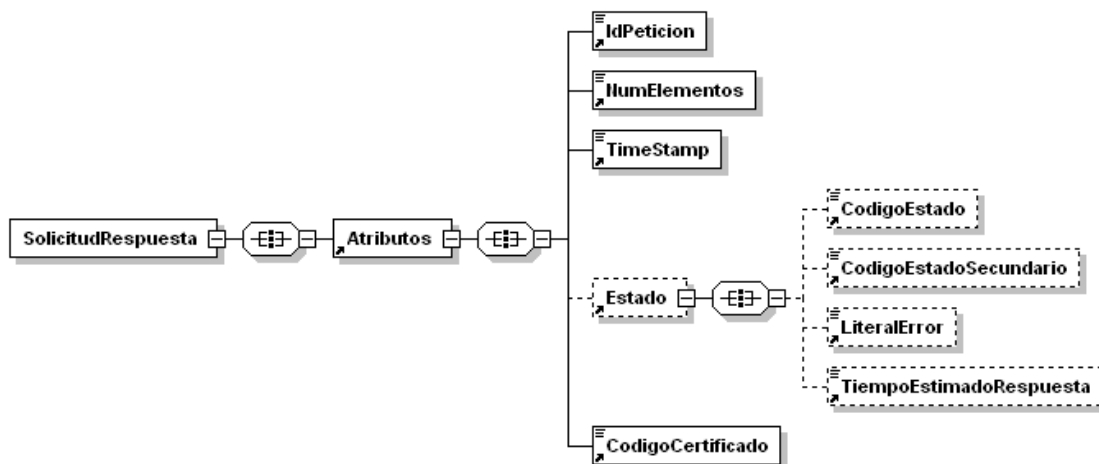 IdPeticion
NumElementos
TimeStamp
SolicitudRespuesta
Atributos
Estado
CodigoEstado
CodigoEstadoSecundario
LiteralError
TiempoEstimadoRespuesta
CodigoCertificado